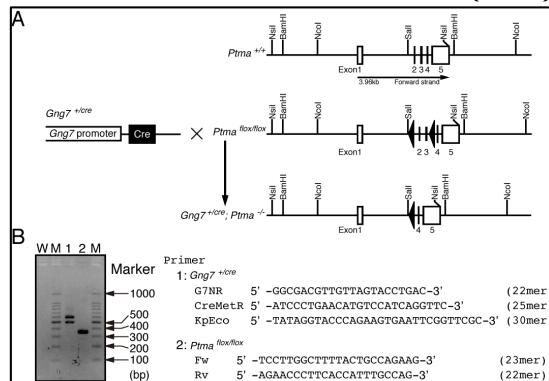 A
NsiI BamHI NcoI SalI NsiI BamHI NcoI
Ptma +/+
Exon1 2 3 4 5
3.96kb Forward strand
Gng7 +/cre
Gng7 promoter Cre × Ptma flox/flox
NsiI BamHI NcoI SalI NsiI BamHI NcoI
Exon1 2 3 4 5
NsiI BamHI NcoI SalI NsiI BamHI NcoI
Gng7 +/cre; Ptma -/-
Exon1 4 5
B
W M 1 2 M Marker
1000
500
400
300
200
100
(bp)
Primer
1: Gng7 +/cre
G7NR 5' -GGCGACGTTGTTAGTACCTGAC-3' (22mer
CreMetR 5' -ATCCCTGAACATGTCCATCAGGTTC-3' (25mer
KpEco 5' -TATAGGTACCCAGAAGTGAATTCGGTTCGC-3' (30mer
2: Ptma flox/flox
Fw 5' -TCCTTGGCTTTTACTGCCAGAAG-3' (23mer)
Rv 5' -AGAACCCTTCACCATTTGCCAG-3' (22mer)